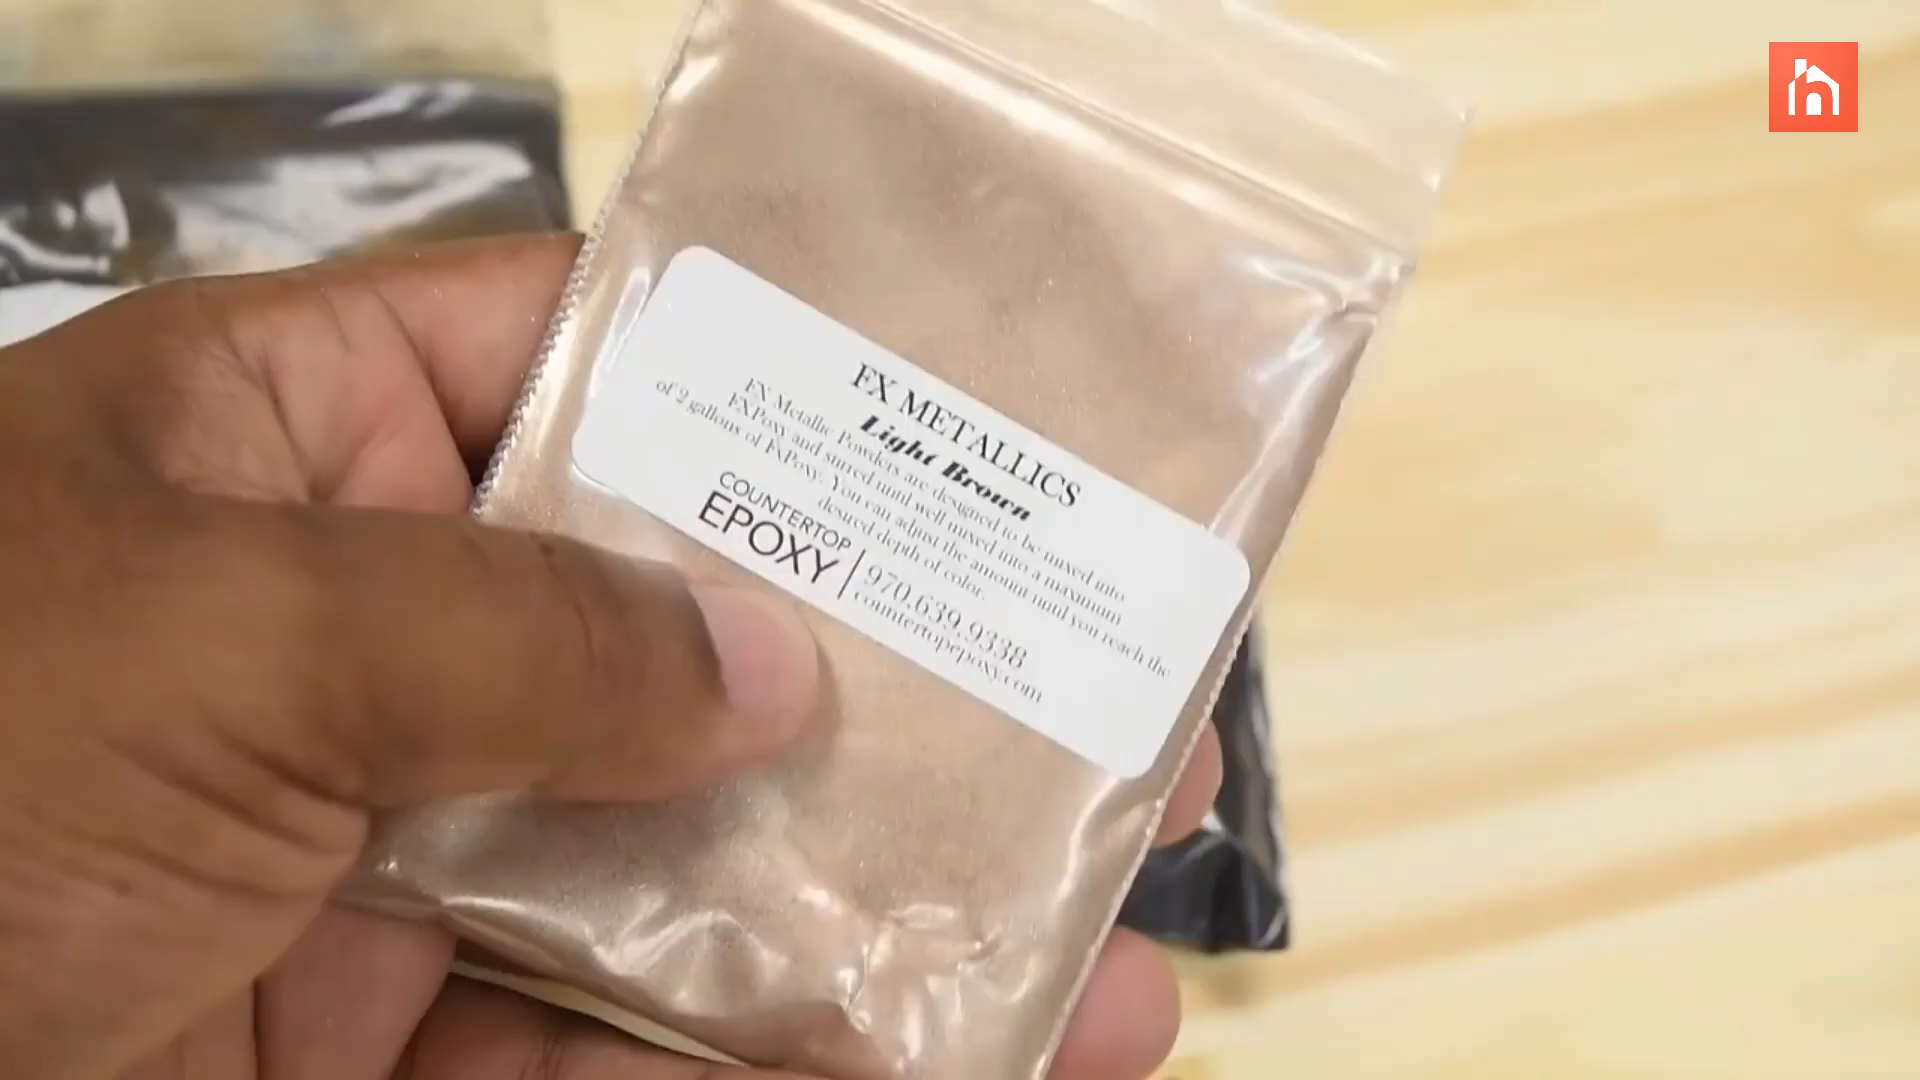 FX METALLICS
Light Brown
FX Metallic Powders are designed to be mixed into
FXPoxy and stirred until well mixed into a maximum
of 2 gallons of FXPoxy. You can adjust the amount until you reach the
desired depth of color.
COUNTERTOP
EPOXY
970.639.9338
countertopepoxy.com